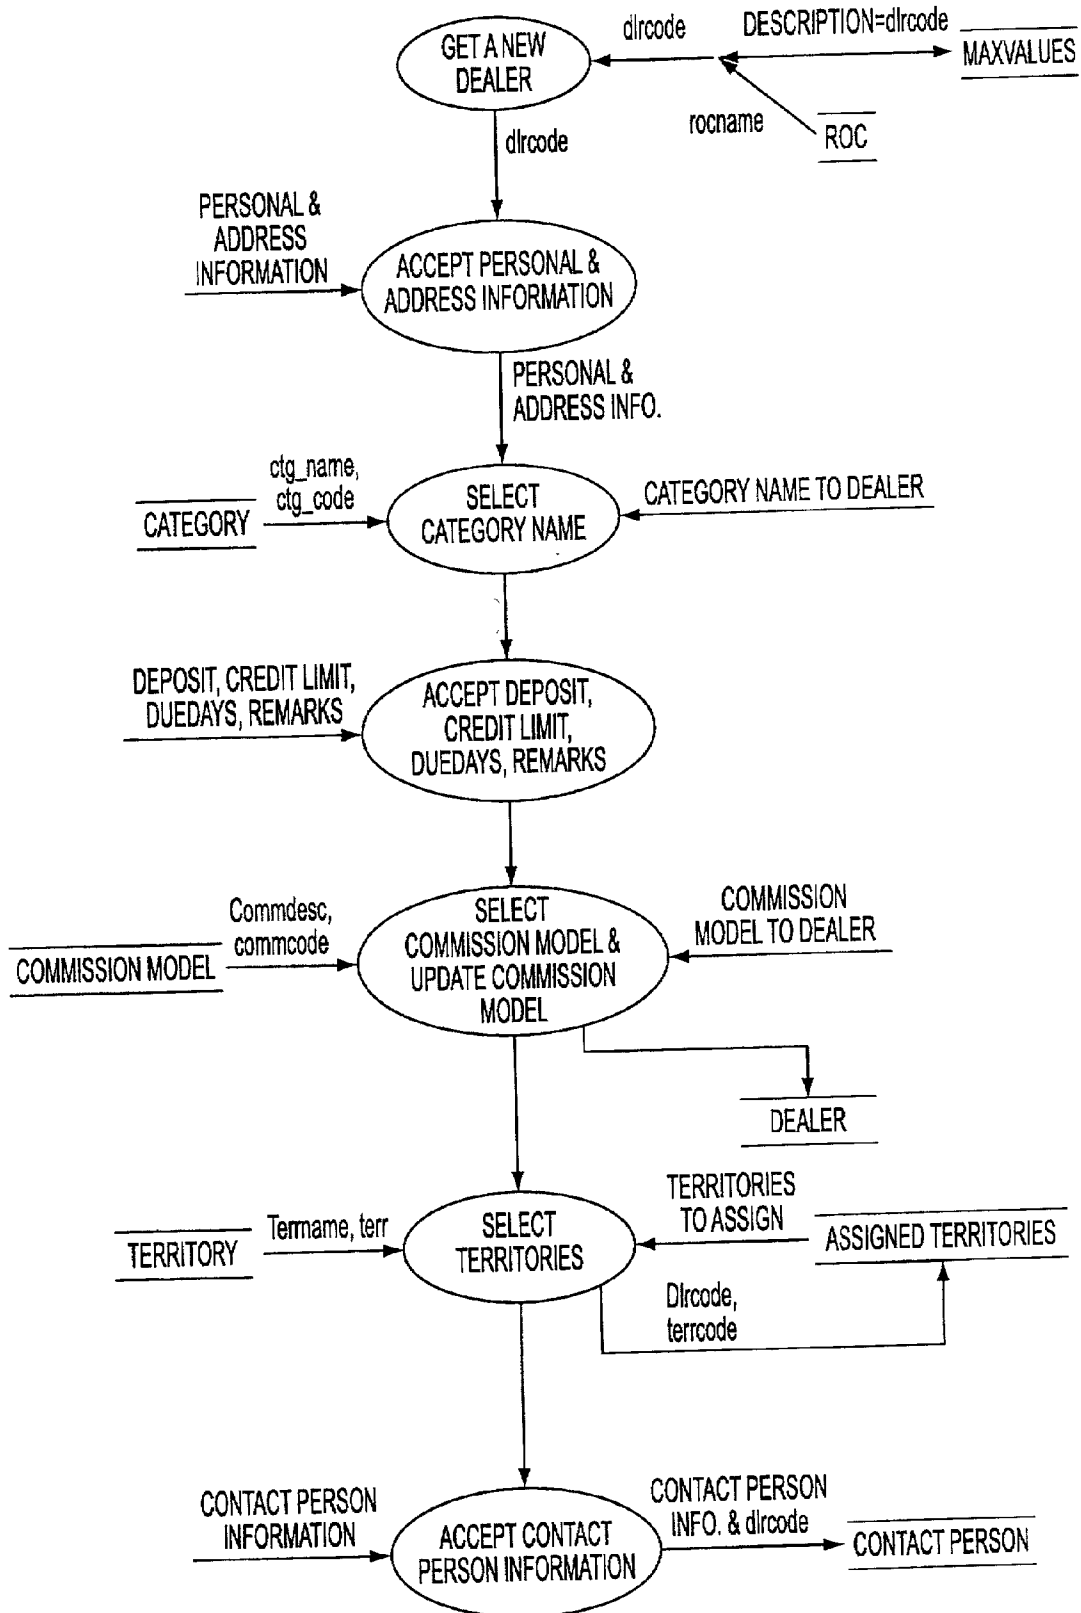 GET A NEW
DEALER
dlrcode
DESCRIPTION=dlrcode
MAXVALUES
rocname
ROC
dlrcode
PERSONAL &
ADDRESS
INFORMATION
ACCEPT PERSONAL &
ADDRESS INFORMATION
PERSONAL &
ADDRESS INFO.
ctg_name,
ctg_code
CATEGORY
SELECT
CATEGORY NAME
CATEGORY NAME TO DEALER
DEPOSIT, CREDIT LIMIT,
DUEDAYS, REMARKS
ACCEPT DEPOSIT,
CREDIT LIMIT,
DUEDAYS, REMARKS
Commdesc,
commcode
COMMISSION MODEL
SELECT
COMMISSION MODEL &
UPDATE COMMISSION
MODEL
COMMISSION
MODEL TO DEALER
DEALER
Terrname, terr
TERRITORY
SELECT
TERRITORIES
TERRITORIES
TO ASSIGN
ASSIGNED TERRITORIES
Dlrcode,
terrcode
CONTACT PERSON
INFORMATION
ACCEPT CONTACT
PERSON INFORMATION
CONTACT PERSON
INFO. & dlrcode
CONTACT PERSON